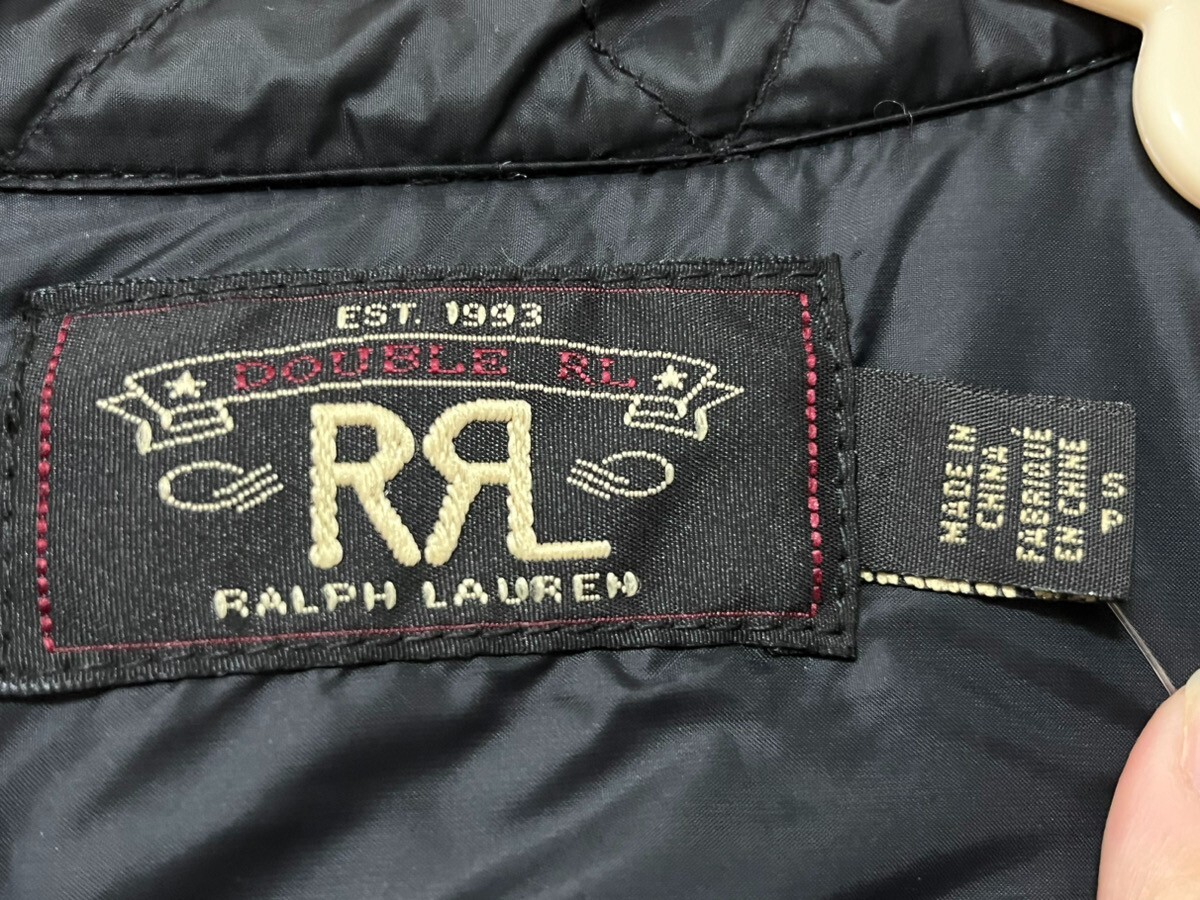 EST. 1993
DOUBLE RL
RRL
RALPH LAUREN
MADE IN
CHINA
FABRIQUÉ
EN CHINE
S
P